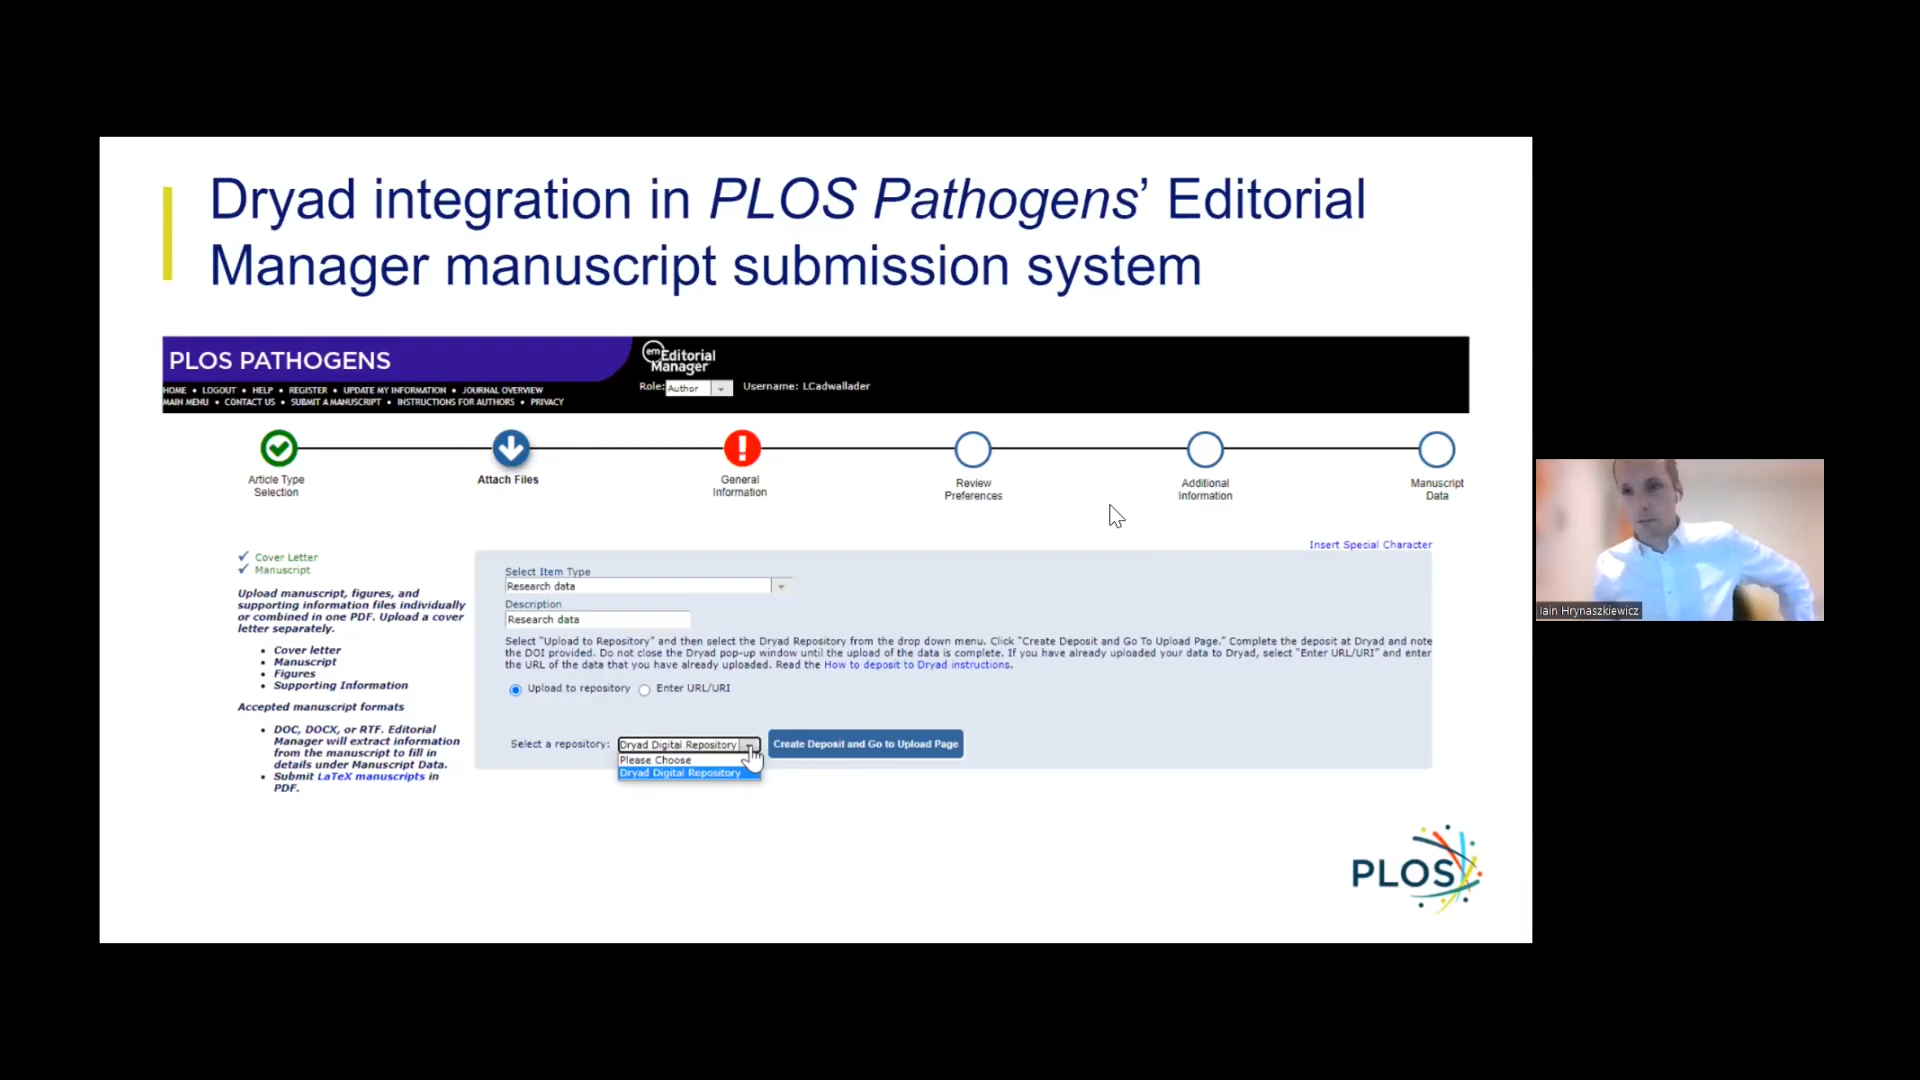 Dryad integration in PLOS Pathogens’ Editorial
Manager manuscript submission system
PLOS PATHOGENS
em Editorial
Manager
HOME • LOGOUT • HELP • REGISTER • UPDATE MY INFORMATION • JOURNAL OVERVIEW
MAIN MENU • CONTACT US • SUBMIT A MANUSCRIPT • INSTRUCTIONS FOR AUTHORS • PRIVACY
Role: Author Username: LCadwallader
Article Type
Selection
Attach Files
General
Information
Review
Preferences
Additional
Information
Manuscript
Data
Insert Special Character
Cover Letter
Manuscript
Upload manuscript, figures, and
supporting information files individually
or combined in one PDF. Upload a cover
letter separately.
• Cover letter
• Manuscript
• Figures
• Supporting Information
Accepted manuscript formats
• DOC, DOCX, or RTF. Editorial
Manager will extract information
from the manuscript to fill in
details under Manuscript Data.
• Submit LaTeX manuscripts in
PDF.
Select Item Type
Research data
Description
Research data
Select "Upload to Repository" and then select the Dryad Repository from the drop down menu. Click "Create Deposit and Go To Upload Page." Complete the deposit at Dryad and note
the DOI provided. Do not close the Dryad pop-up window until the upload of the data is complete. If you have already uploaded your data to Dryad, select "Enter URL/URI" and enter
the URL of the data that you have already uploaded. Read the How to deposit to Dryad instructions.
Upload to repository Enter URL/URI
Select a repository: Dryad Digital Repository Create Deposit and Go to Upload Page
Please Choose
Dryad Digital Repository
PLOS
Iain Hrynaszkiewicz